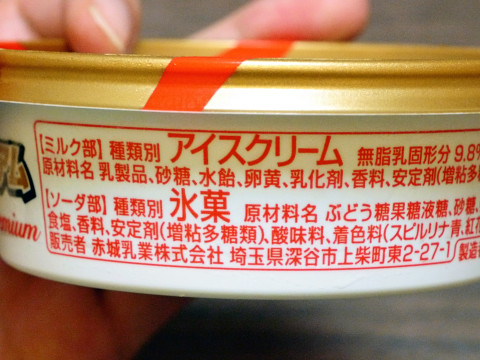 [ミルク部] 種類別 アイスクリーム 無脂乳固形分 9.8%
原材料名 乳製品、砂糖、水飴、卵黄、乳化剤、香料、安定剤(増粘多
[ソーダ部] 種類別 氷菓 原材料名 ぶどう糖果糖液糖、砂糖、
食塩、香料、安定剤(増粘多糖類)、酸味料、着色料(スピルリナ青、紅花
販売者 赤城乳業株式会社 埼玉県深谷市上柴町東2-27-1/製造
アム
remium